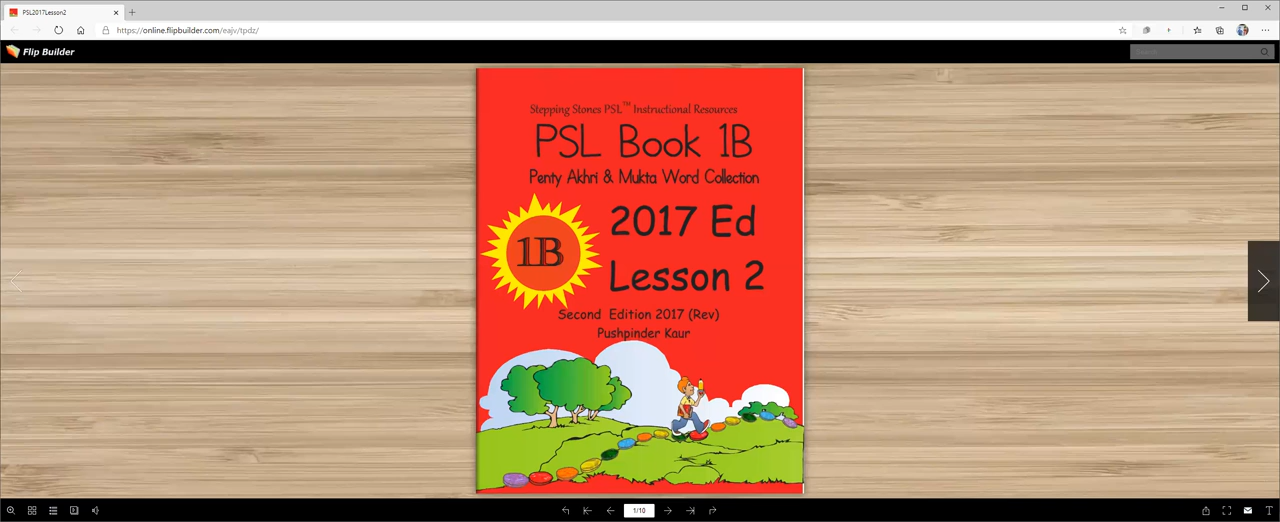 PSL2017Lesson2
https://online.flipbuilder.com/eajv/tpdz/
Flip Builder
Search
Stepping Stones PSL™ Instructional Resources
PSL Book 1B
Penty Akhri & Mukta Word Collection
1B
2017 Ed
Lesson 2
Second Edition 2017 (Rev)
Pushpinder Kaur
1/10